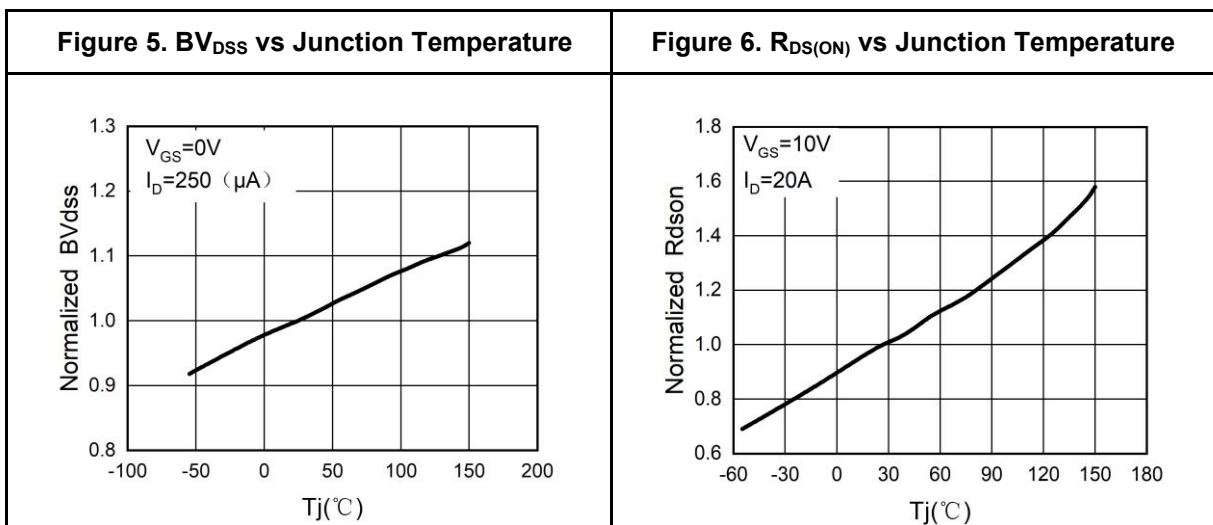 Figure 5. BVDSS vs Junction Temperature
Figure 6. RDS(ON) vs Junction Temperature
VGS=0V
ID=250（μA）
Normalized BVdss
1.3
1.2
1.1
1.0
0.9
0.8
-100 -50 0 50 100 150 200
Tj(℃)
VGS=10V
ID=20A
Normalized Rdson
1.8
1.6
1.4
1.2
1.0
0.8
0.6
-60 -30 0 30 60 90 120 150 180
Tj(℃)